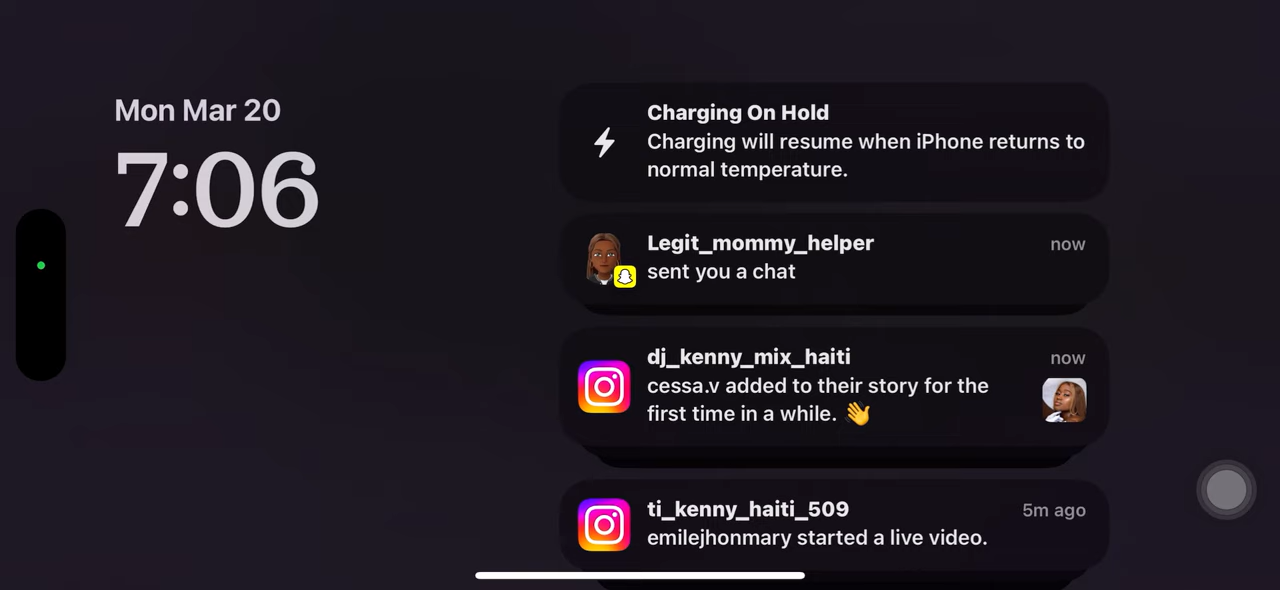 Mon Mar 20
7:06
Charging On Hold
Charging will resume when iPhone returns to
normal temperature.
Legit_mommy_helper
now
sent you a chat
dj_kenny_mix_haiti
now
cessa.v added to their story for the
first time in a while. 👋
ti_kenny_haiti_509
5m ago
emilejhonmary started a live video.